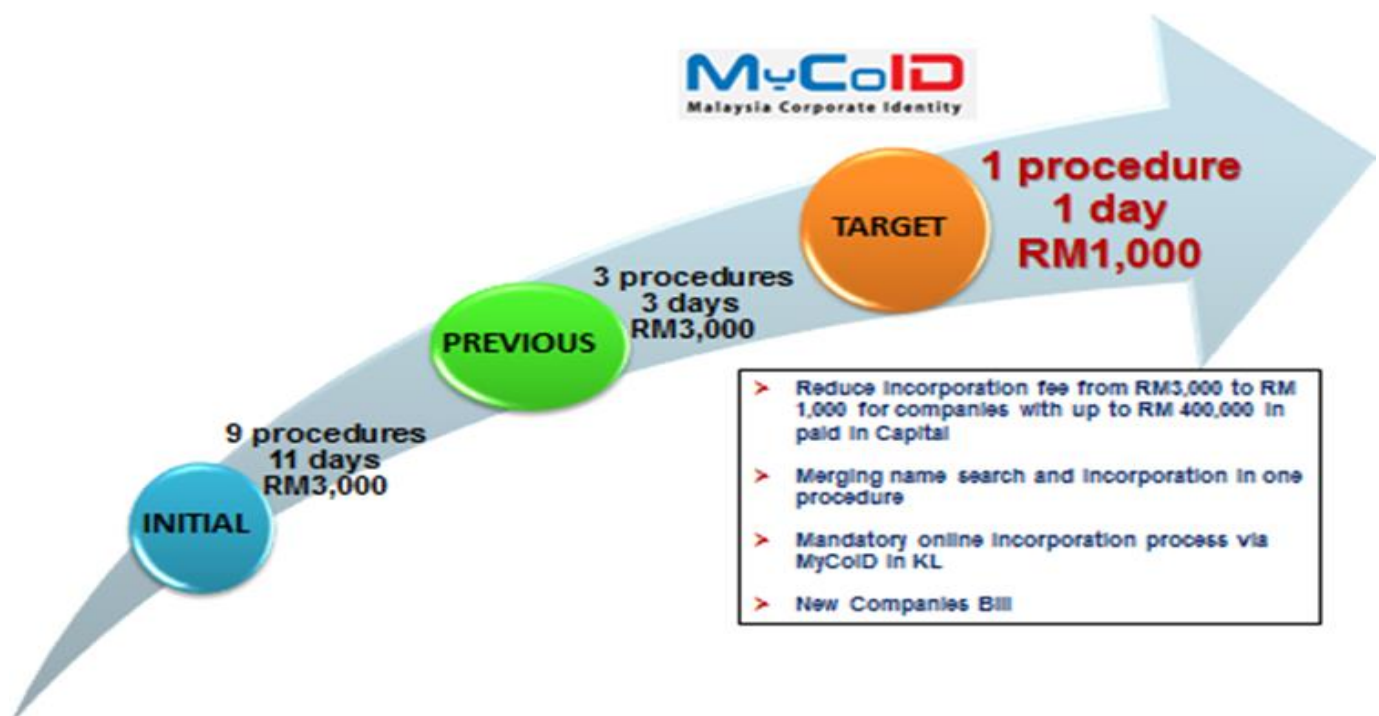 MyCoID
Malaysia Corporate Identity
1 procedure
1 day
RM1,000
TARGET
3 procedures
3 days
RM3,000
PREVIOUS
9 procedures
11 days
RM3,000
INITIAL
➢ Reduce incorporation fee from RM3,000 to RM
1,000 for companies with up to RM 400,000 in
paid in Capital
➢ Merging name search and incorporation in one
procedure
➢ Mandatory online incorporation process via
MyCoID in KL
➢ New Companies Bill